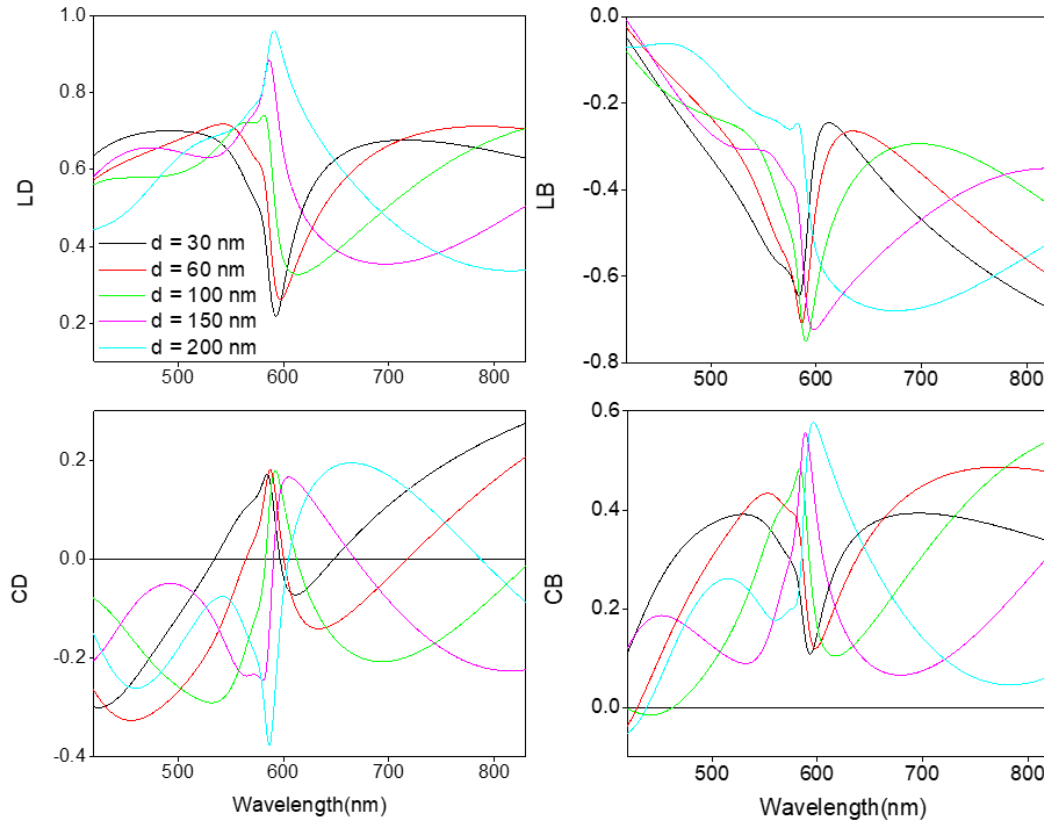 1.0
0.8
0.6
0.4
0.2
LD
d = 30 nm
d = 60 nm
d = 100 nm
d = 150 nm
d = 200 nm
500 600 700 800
0.0
-0.2
-0.4
-0.6
-0.8
LB
500 600 700 800
0.2
0.0
-0.2
-0.4
CD
500 600 700 800
Wavelength(nm)
0.6
0.4
0.2
0.0
CB
500 600 700 800
Wavelength(nm)